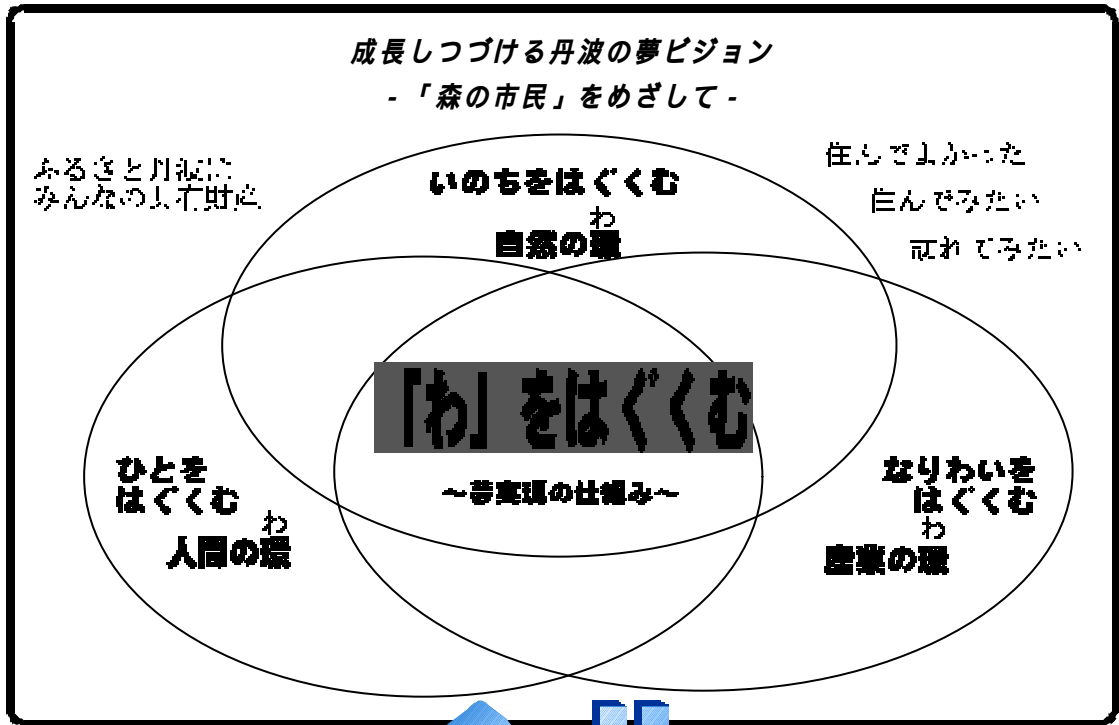 成長しつづける丹波の夢ビジョン
- 「森の市民」をめざして -
ふるさと丹波は
みんなの共有財産
住んでよかった
住んでみたい
訪れてみたい
いのちをはぐくむ
わ
自然の環
「わ」をはぐくむ
～夢実現の仕組み～
ひとを
はぐくむ
わ
人間の環
なりわいを
はぐくむ
わ
産業の環